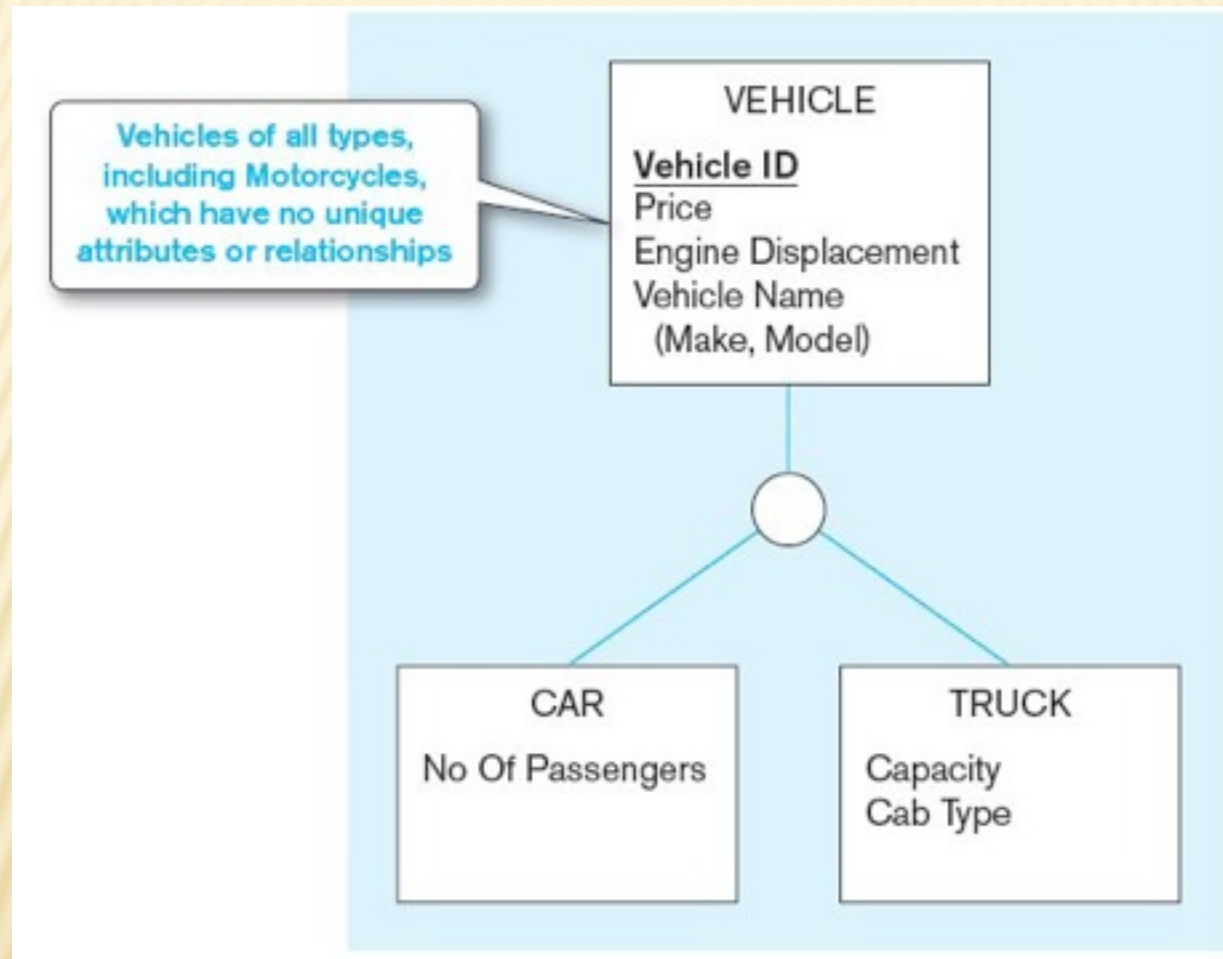 Vehicles of all types,
including Motorcycles,
which have no unique
attributes or relationships
VEHICLE
Vehicle ID
Price
Engine Displacement
Vehicle Name
(Make, Model)
CAR
No Of Passengers
TRUCK
Capacity
Cab Type